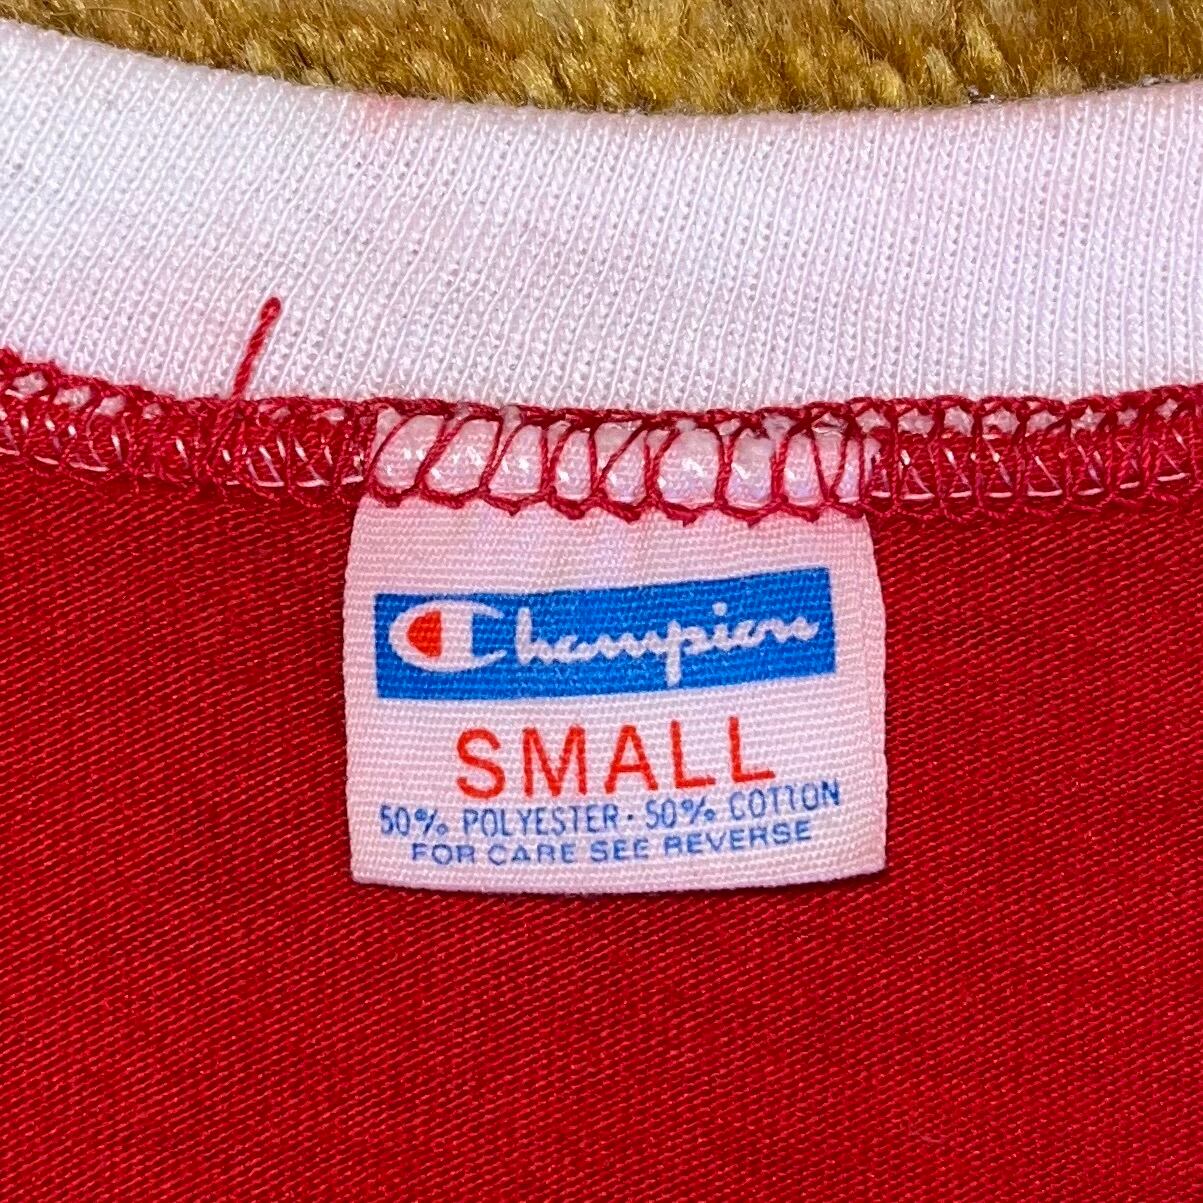 Champion
SMALL
50% POLYESTER · 50% COTTON
FOR CARE SEE REVERSE